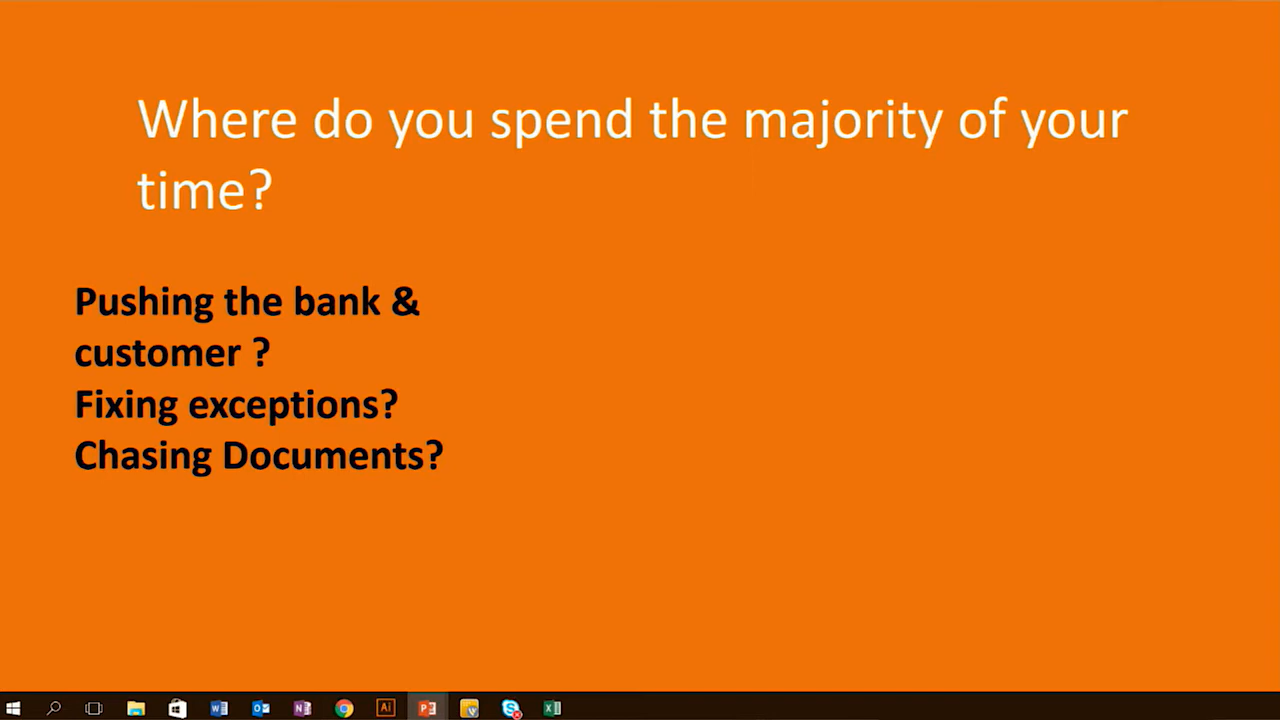 Where do you spend the majority of your
time?
Pushing the bank &
customer ?
Fixing exceptions?
Chasing Documents?